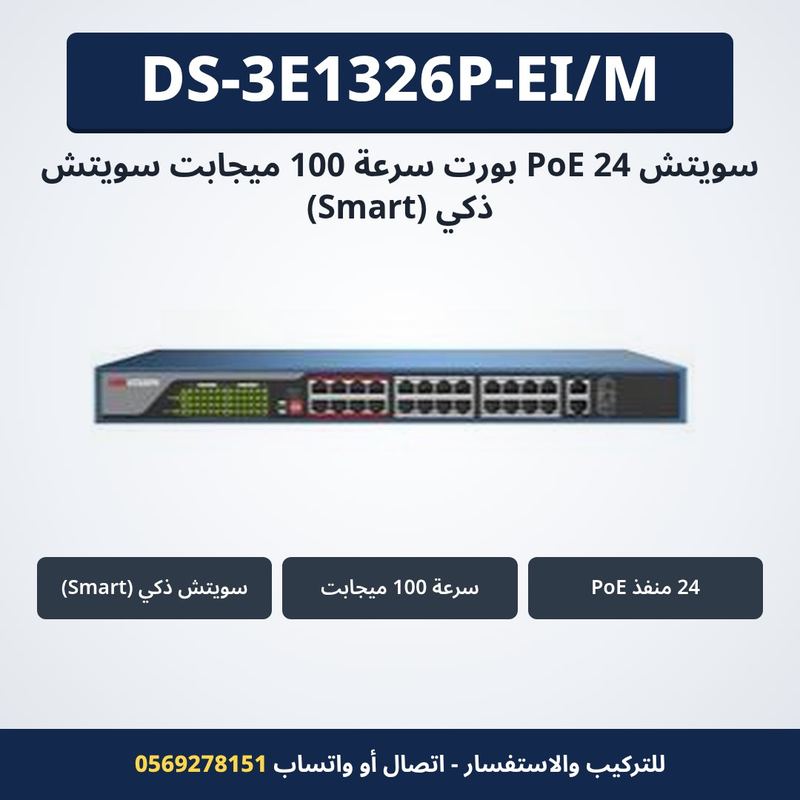 DS-3E1326P-EI/M
سويتش PoE 24 بورت سرعة 100 ميجابت سويتش
ذكي (Smart)
HIKVISION
24 منفذ PoE
سرعة 100 ميجابت
سويتش ذكي (Smart)
للتركيب والاستفسار - اتصال أو واتساب 0569278151